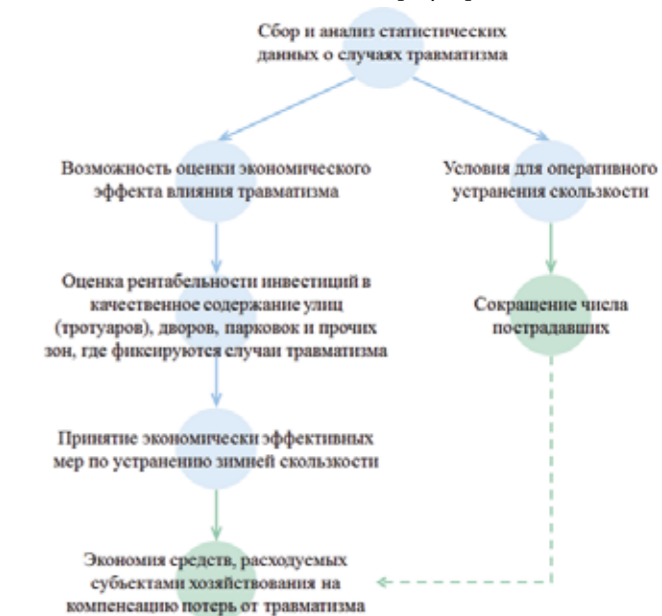 Сбор и анализ статистических
данных о случаях травматизма
Возможность оценки экономического
эффекта влияния травматизма
Условия для оперативного
устранения скользкости
Оценка рентабельности инвестиций в
качественное содержание улиц
(тротуаров), дворов, парковок и прочих
зон, где фиксируются случаи травматизма
Сокращение числа
пострадавших
Принятие экономически эффективных
мер по устранению зимней скользкости
Экономия средств, расходуемых
субъектами хозяйствования на
компенсацию потерь от травматизма